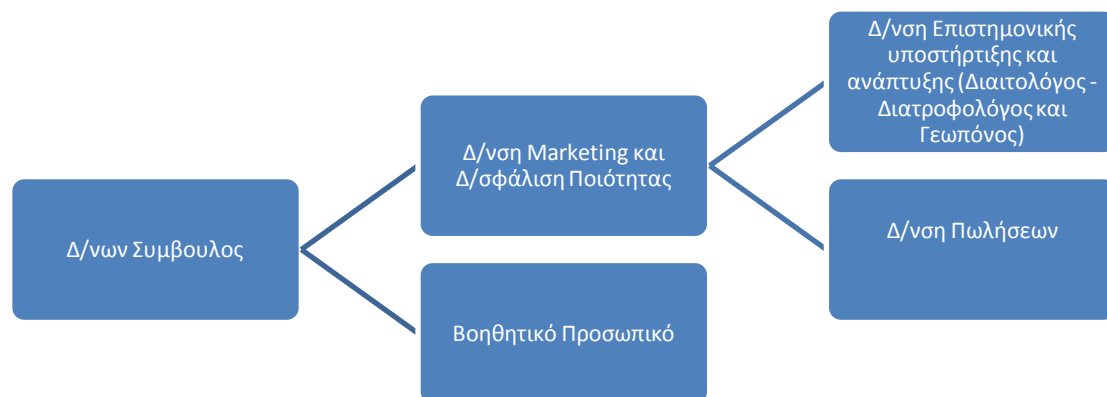 Δ/νων Συμβουλος
Δ/νση Marketing και
Δ/σφάλιση Ποιότητας
Βοηθητικό Προσωπικό
Δ/νση Επιστημονικής
υποστήρτιξης και
ανάπτυξης (Διαιτολόγος -
Διατροφολόγος και
Γεωπόνος)
Δ/νση Πωλήσεων